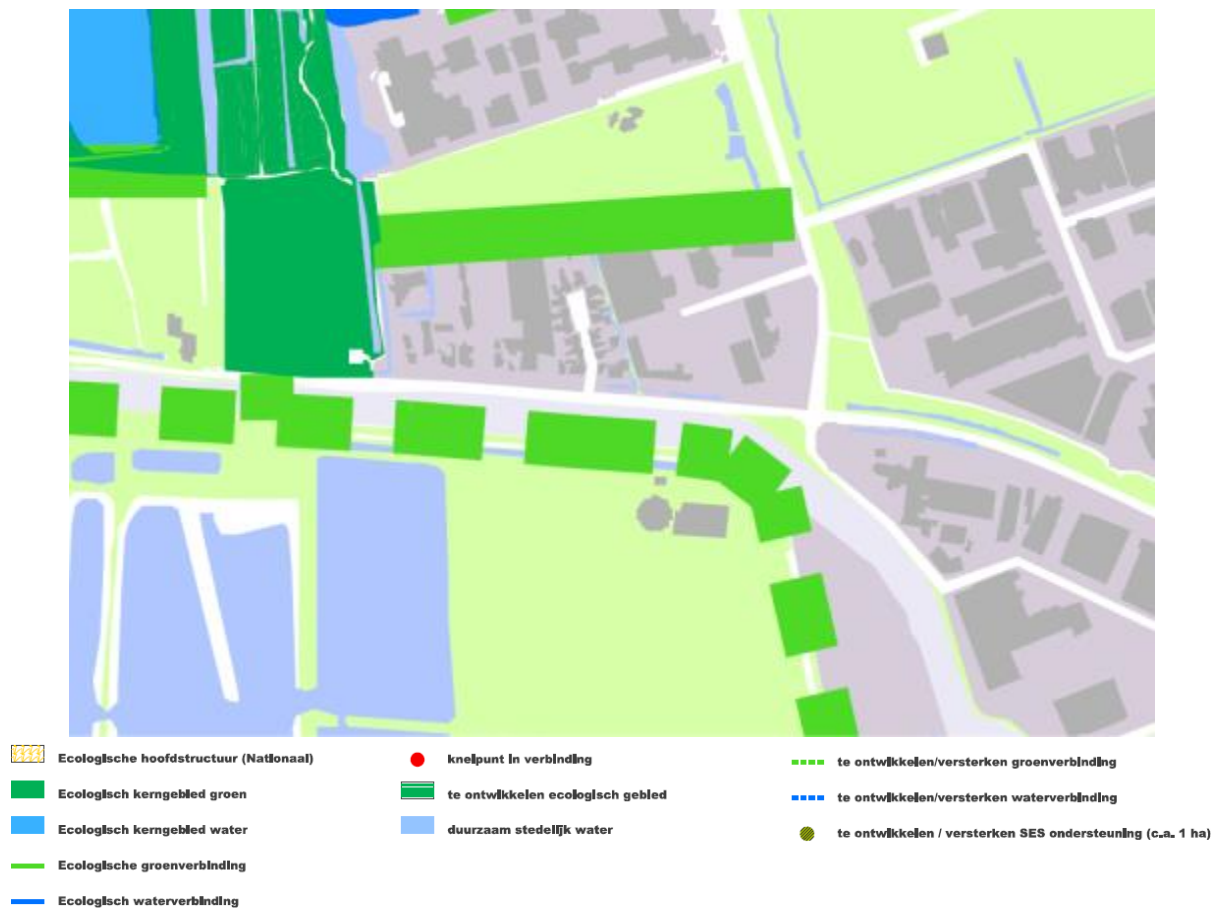 Ecologische hoofdstructuur (Nationaal)
Ecologisch kerngebied groen
Ecologisch kerngebied water
Ecologische groenverbinding
Ecologisch waterverbinding
knelpunt in verbinding
te ontwikkelen ecologisch gebied
duurzaam stedelijk water
te ontwikkelen/versterken groenverbinding
te ontwikkelen/versterken waterverbinding
te ontwikkelen / versterken SES ondersteuning (c.a. 1 ha)